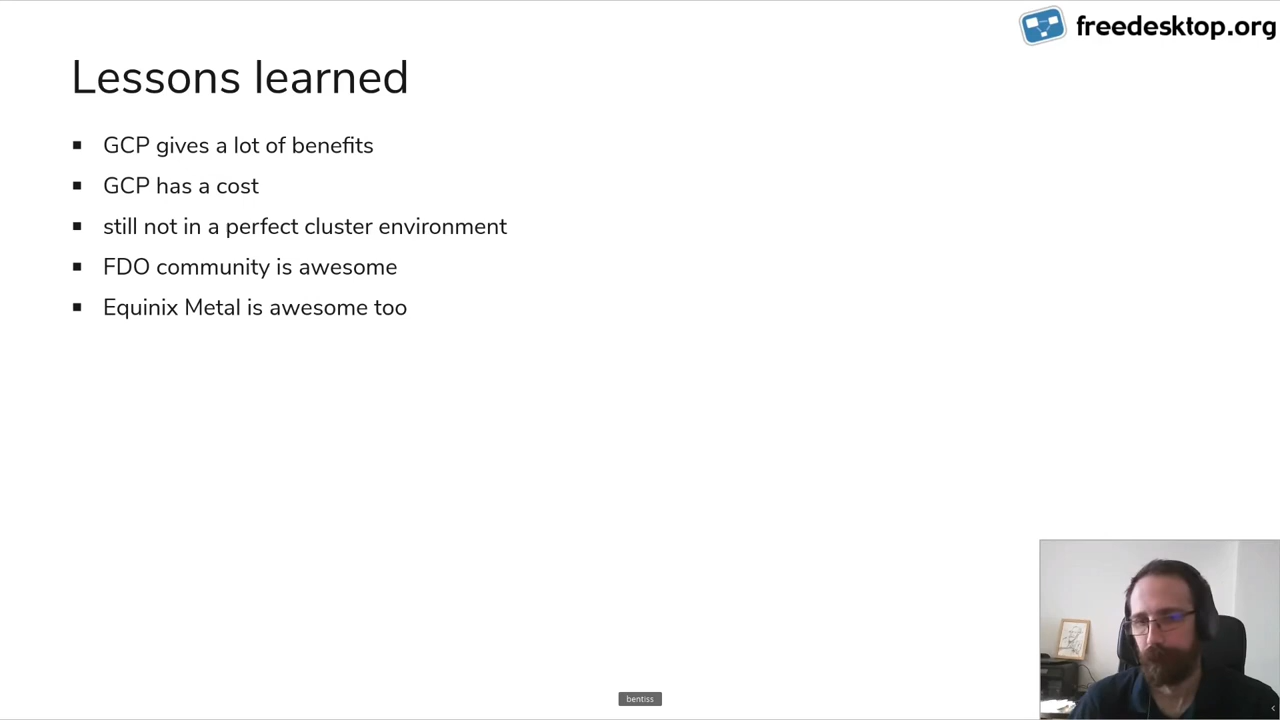 freedesktop.org
Lessons learned
GCP gives a lot of benefits
GCP has a cost
still not in a perfect cluster environment
FDO community is awesome
Equinix Metal is awesome too
bentiss